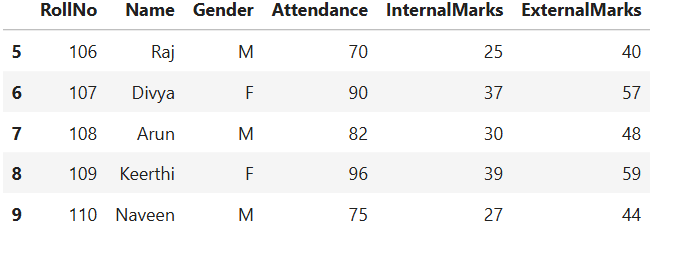 RollNo Name Gender Attendance InternalMarks ExternalMarks
5 106 Raj M 70 25 40
6 107 Divya F 90 37 57
7 108 Arun M 82 30 48
8 109 Keerthi F 96 39 59
9 110 Naveen M 75 27 44